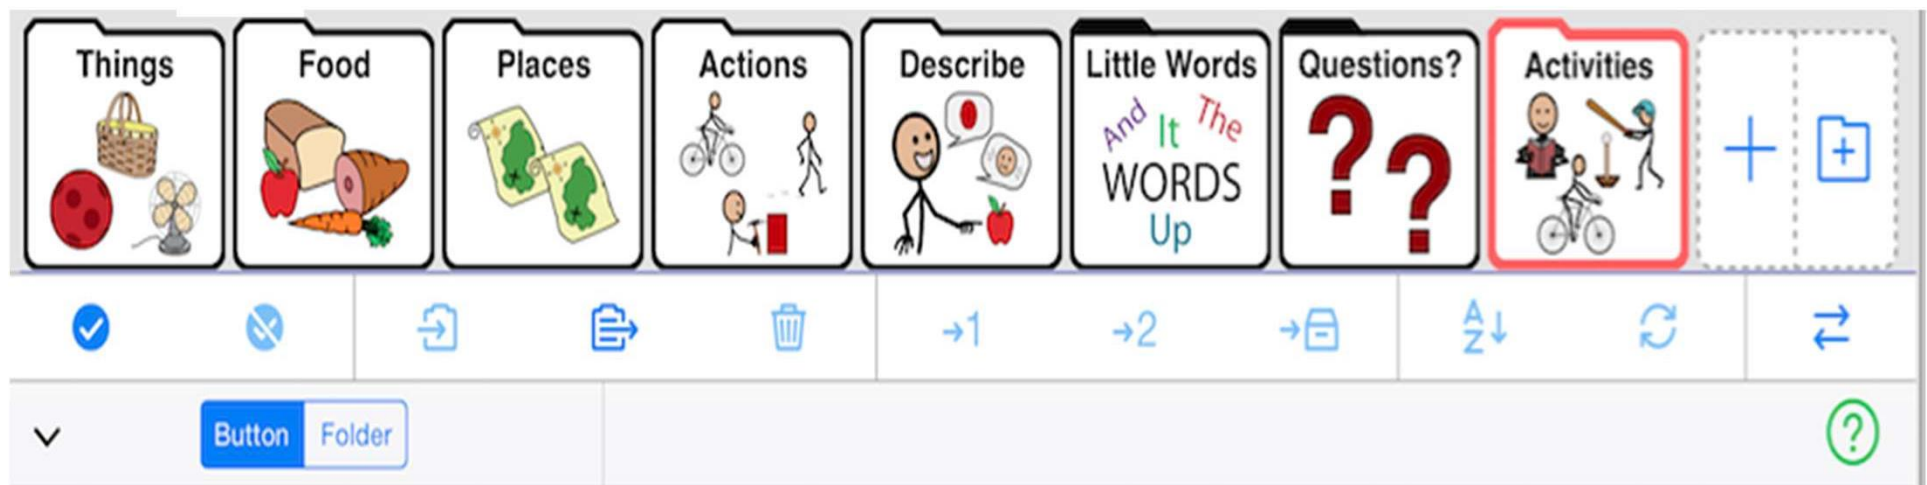 Things Food Places Actions Describe Little Words Questions? Activities
And It The
WORDS
Up
? ?
→1 →2 A Z↓
Button Folder ?